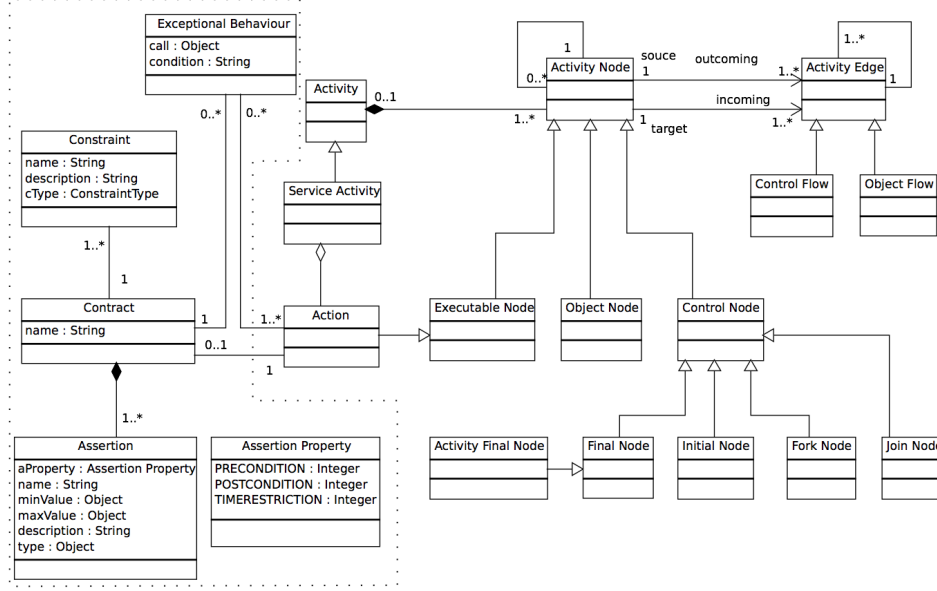 Exceptional Behaviour
call : Object
condition : String
0..*
0..*
Activity
0..1
1
0..*
Activity Node
1..*
souce
1
outcoming
1..*
incoming
1
target
1..*
1..*
Activity Edge
1
Constraint
name : String
description : String
cType : ConstraintType
1..*
1
Service Activity
Control Flow
Object Flow
Contract
name : String
1
0..1
1..*
1
Action
Executable Node
Object Node
Control Node
1..*
Assertion
aProperty : Assertion Property
name : String
minValue : Object
maxValue : Object
description : String
type : Object
Assertion Property
PRECONDITION : Integer
POSTCONDITION : Integer
TIMERESTRICTION : Integer
Activity Final Node
Final Node
Initial Node
Fork Node
Join Node